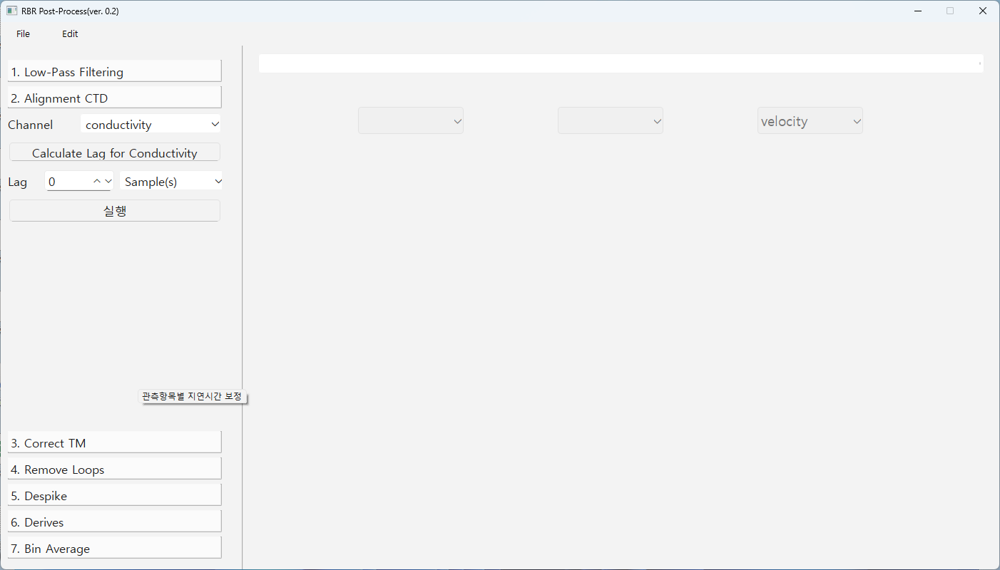 RBR Post-Process(ver. 0.2)
File Edit
1. Low-Pass Filtering
2. Alignment CTD
Channel conductivity
velocity
Calculate Lag for Conductivity
Lag 0 Sample(s)
실행
관측항목별 지연시간 보정
3. Correct TM
4. Remove Loops
5. Despike
6. Derives
7. Bin Average